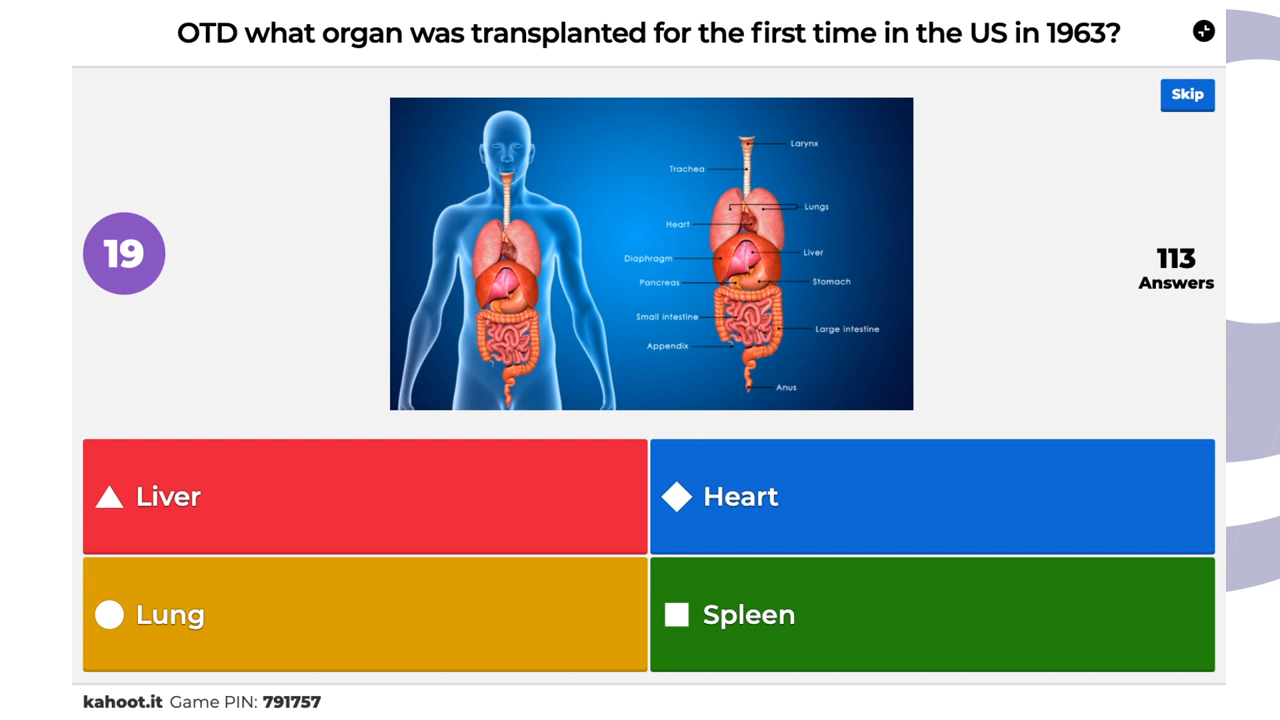 OTD what organ was transplanted for the first time in the US in 1963?
Skip
19
113
Answers
Larynx
Trachea
Lungs
Heart
Liver
Diaphragm
Pancreas
Stomach
Small intestine
Large intestine
Appendix
Anus
Liver
Heart
Lung
Spleen
kahoot.it Game PIN: 791757